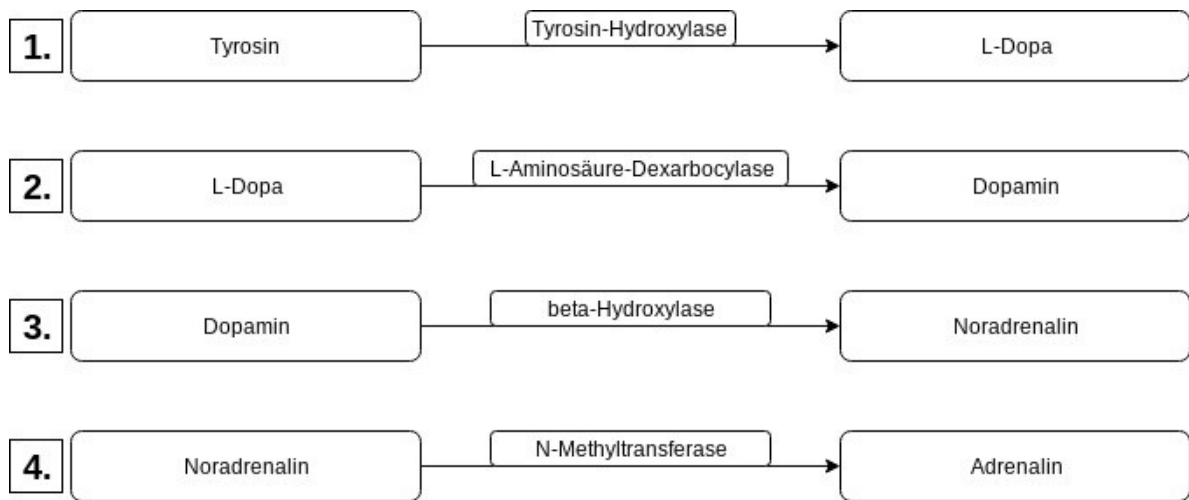 1. Tyrosin Tyrosin-Hydroxylase L-Dopa
2. L-Dopa L-Aminosäure-Dexarbocylase Dopamin
3. Dopamin beta-Hydroxylase Noradrenalin
4. Noradrenalin N-Methyltransferase Adrenalin